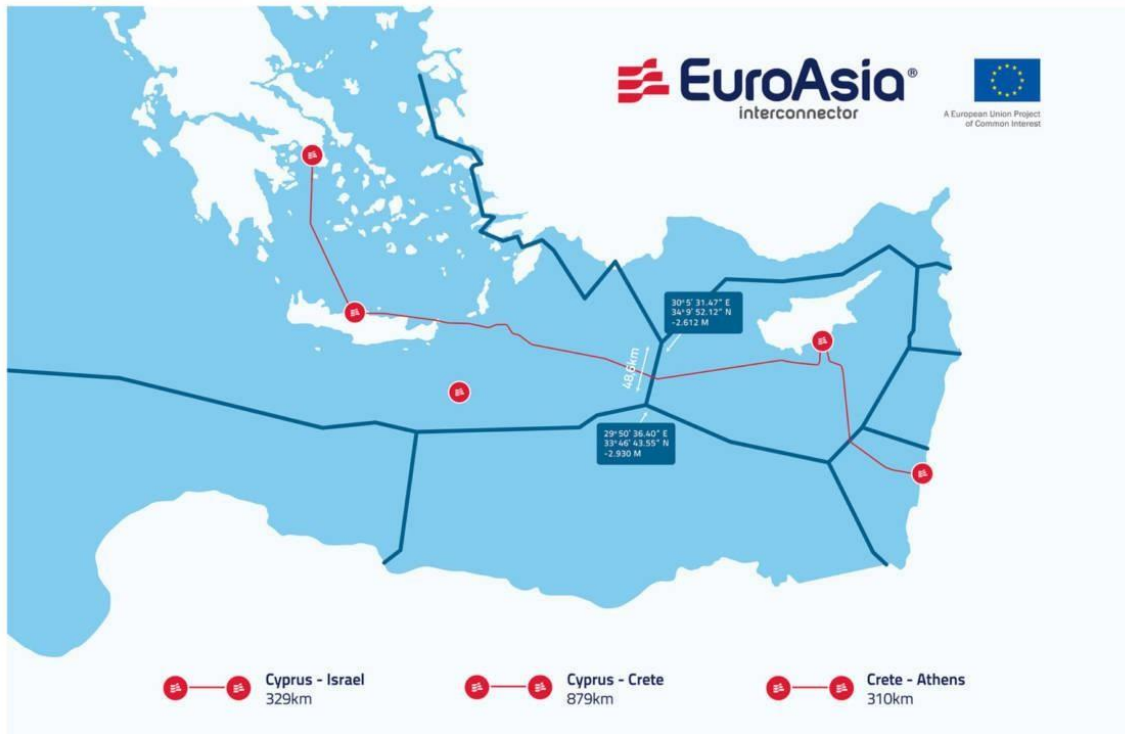 EuroAsia®
interconnector
A European Union Project
of Common Interest
30° 5' 31.47" E
34° 9' 52.12" N
-2.612 M
48,6km
29° 50' 36.40" E
33° 46' 43.55" N
-2.930 M
Cyprus - Israel
329km
Cyprus - Crete
879km
Crete - Athens
310km